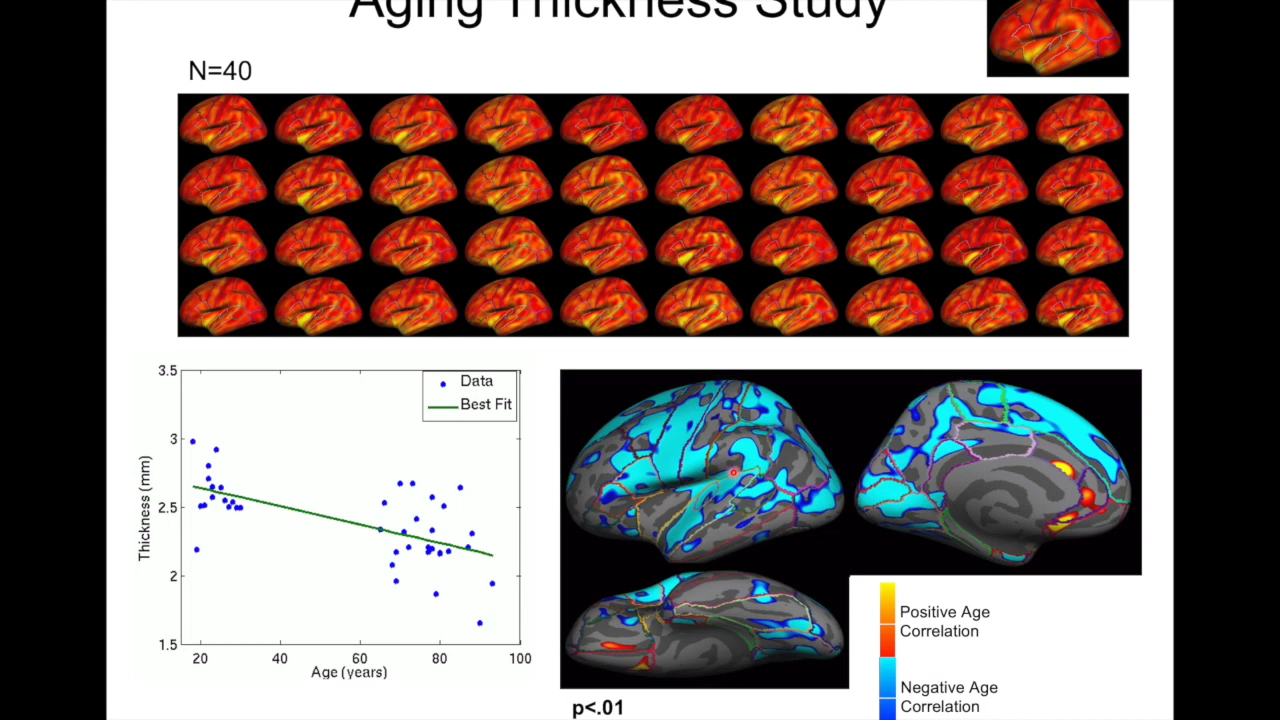 Aging Thickness Study
N=40
3.5
3
2.5
2
1.5
Thickness (mm)
Data
Best Fit
20
40
60
80
100
Age (years)
Positive Age
Correlation
Negative Age
Correlation
p<.01